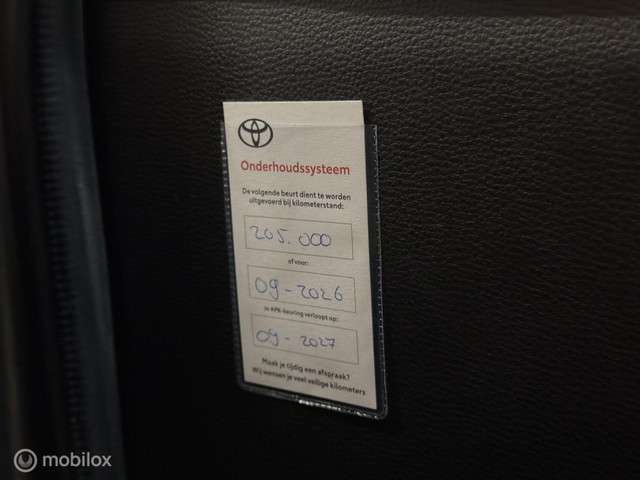 Onderhoudssysteem
De volgende beurt dient te worden
uitgevoerd bij kilometerstand:
205.000
of voor:
09-2026
Je APK-keuring verloopt op:
09-2027
Maak je tijdig een afspraak?
Wij wensen je veel veilige kilometers
mobilox